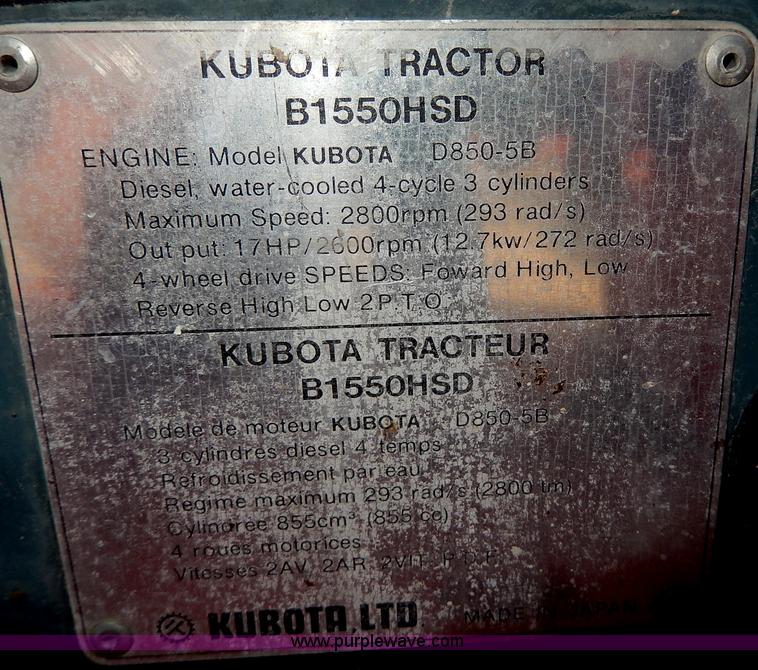 KUBOTA TRACTOR
B1550HSD
ENGINE: Model KUBOTA D850-5B
Diesel, water-cooled 4-cycle 3 cylinders
Maximum Speed: 2800rpm (293 rad/s)
Out put: 17HP/2600rpm (12.7kw/272 rad/s)
4-wheel drive SPEEDS: Foward High, Low
Reverse High Low 2 P.T.O.
KUBOTA TRACTEUR
B1550HSD
Modele de moteur KUBOTA D850-5B
3 cylindres diesel 4 temps
Refroidissement par eau
Regime maximum 293 rad/s (2800 tm)
Cylindree 855cm³ (855 cc)
4 roues motorices
Vitesses 2AV, 2AR 2VIT. P.D.F
KUBOTA, LTD. MADE IN JAPAN
www.purplewave.com